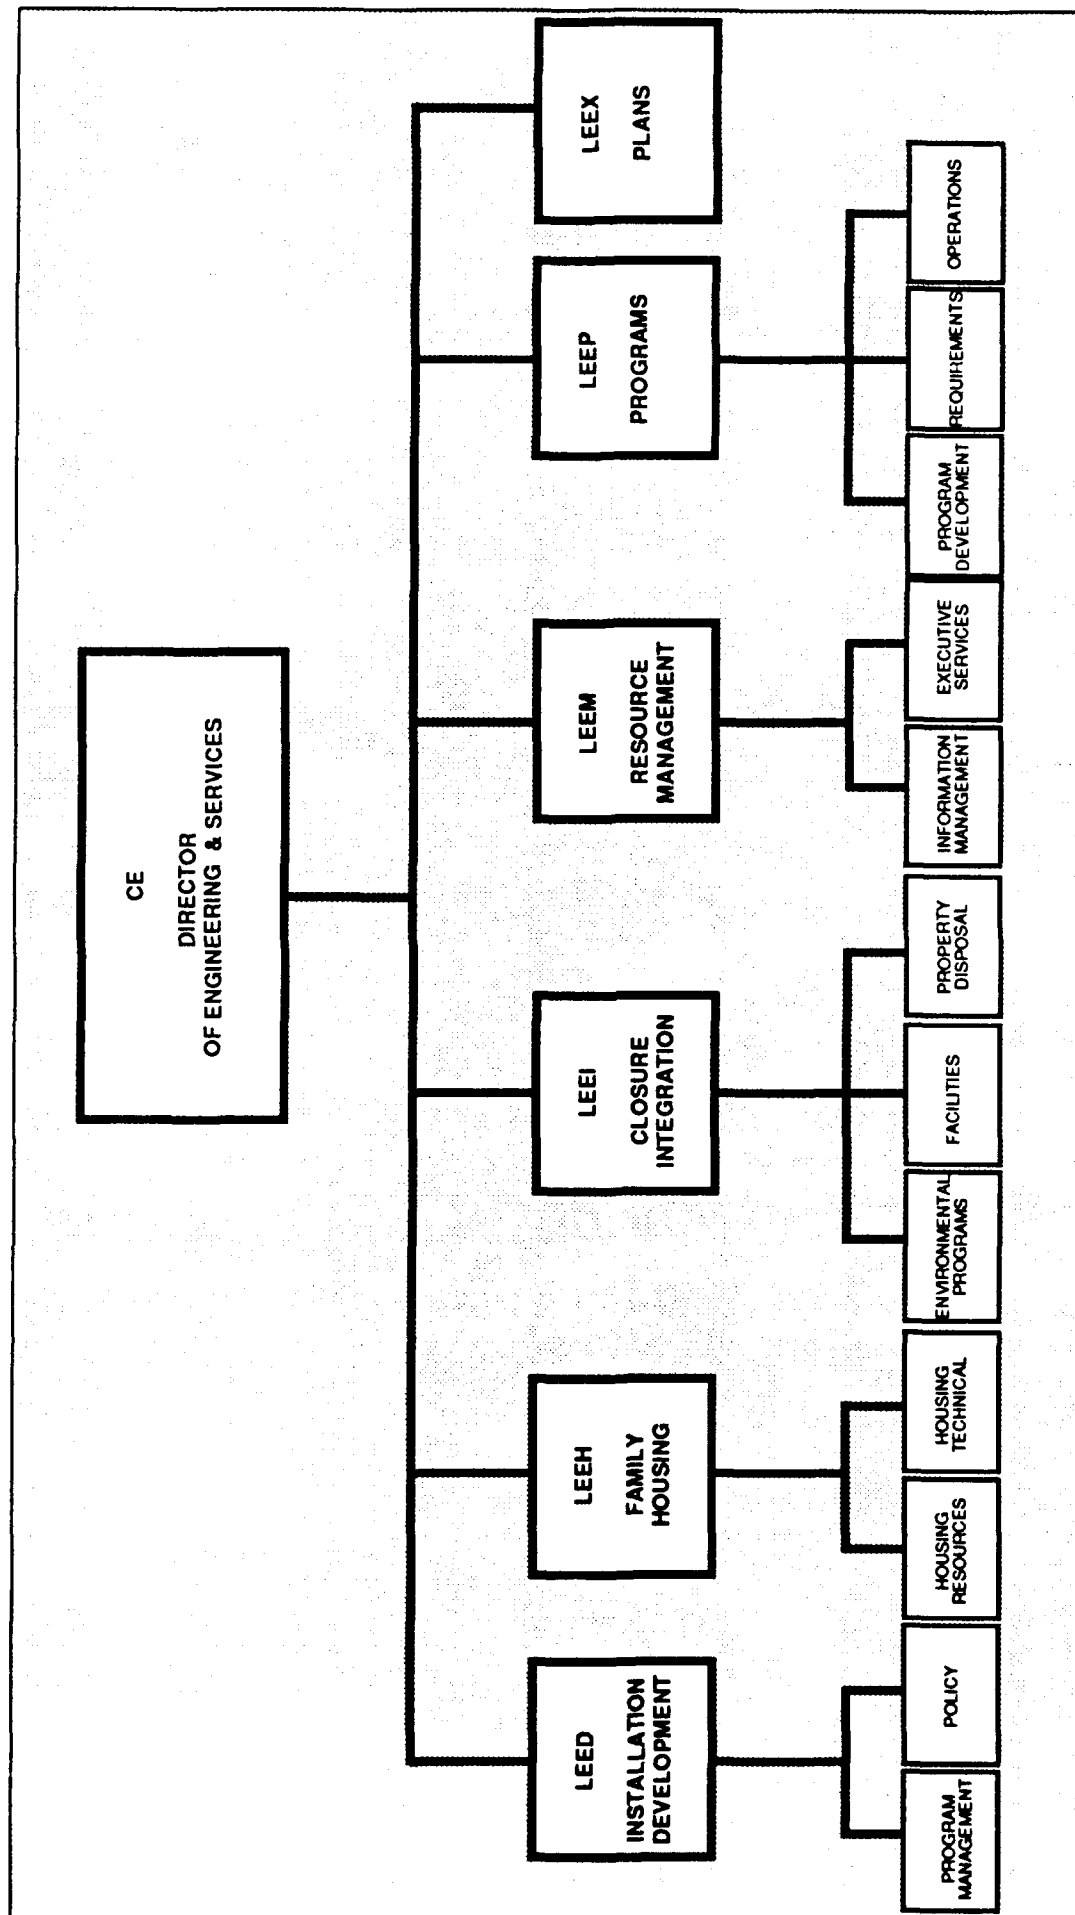 CE
DIRECTOR
OF ENGINEERING & SERVICES
LEED
INSTALLATION
DEVELOPMENT
LEEH
FAMILY
HOUSING
LEEI
CLOSURE
INTEGRATION
LEEM
RESOURCE
MANAGEMENT
LEEP
PROGRAMS
LEEX
PLANS
PROGRAM
MANAGEMENT
POLICY
HOUSING
RESOURCES
HOUSING
TECHNICAL
ENVIRONMENTAL
PROGRAMS
FACILITIES
PROPERTY
DISPOSAL
INFORMATION
MANAGEMENT
EXECUTIVE
SERVICES
PROGRAM
DEVELOPMENT
REQUIREMENTS
OPERATIONS